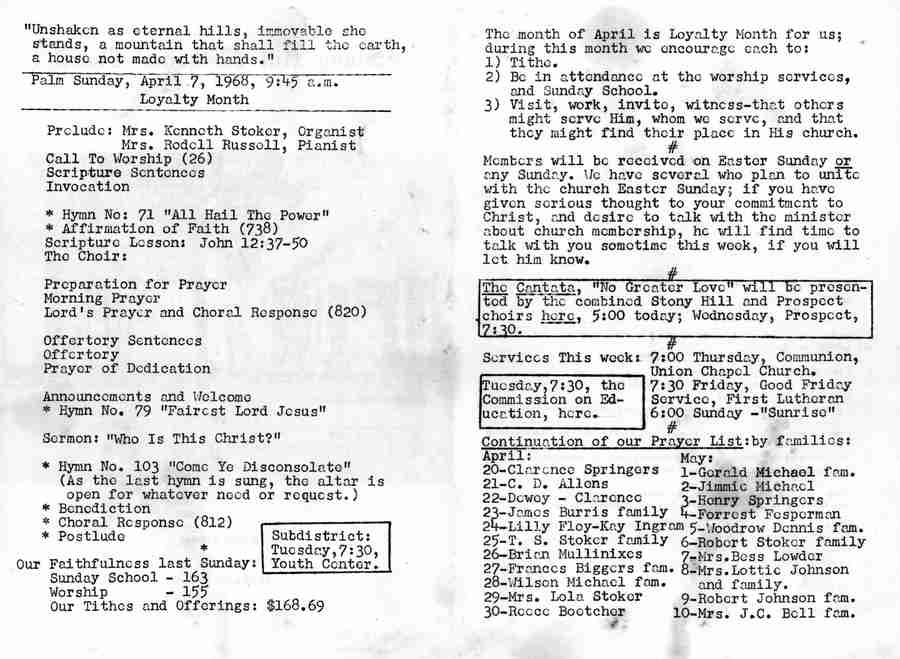 "Unshaken as eternal hills, immovable she
stands, a mountain that shall fill the earth,
a house not made with hands."
Palm Sunday, April 7, 1968, 9:45 a.m.
Loyalty Month
Prelude: Mrs. Kenneth Stoker, Organist
Mrs. Rodell Russell, Pianist
Call To Worship (26)
Scripture Sentences
Invocation
* Hymn No: 71 "All Hail The Power"
* Affirmation of Faith (738)
Scripture Lesson: John 12:37-50
The Choir:
Preparation for Prayer
Morning Prayer
Lord's Prayer and Choral Response (820)
Offertory Sentences
Offertory
Prayer of Dedication
Announcements and Welcome
* Hymn No. 79 "Fairest Lord Jesus"
Sermon: "Who Is This Christ?"
* Hymn No. 103 "Come Ye Disconsolate"
(As the last hymn is sung, the altar is
open for whatever need or request.)
* Benediction
* Choral Response (812)
* Postlude
*
Subdistrict:
Tuesday,7:30,
Youth Center.
Our Faithfulness last Sunday:
Sunday School - 163
Worship - 155
Our Tithes and Offerings: $168.69
The month of April is Loyalty Month for us;
during this month we encourage each to:
1) Tithe.
2) Be in attendance at the worship services,
and Sunday School.
3) Visit, work, invite, witness-that others
might serve Him, whom we serve, and that
they might find their place in His church.
#
Members will be received on Easter Sunday or
any Sunday. We have several who plan to unite
with the church Easter Sunday; if you have
given serious thought to your commitment to
Christ, and desire to talk with the minister
about church membership, he will find time to
talk with you sometime this week, if you will
let him know.
#
The Cantata, "No Greater Love" will be presen-
ted by the combined Stony Hill and Prospect
choirs here, 5:00 today; Wednesday, Prospect,
7:30.
#
Services This week: 7:00 Thursday, Communion,
Union Chapel Church.
7:30 Friday, Good Friday
Service, First Lutheran
6:00 Sunday -"Sunrise"
Tuesday,7:30, the
Commission on Ed-
ucation, here.
#
Continuation of our Prayer List:by families:
April:
20-Clarence Springers
21-C. D. Allens
22-Dewey - Clarence
23-James Burris family
24-Lilly Floy-Kay Ingram
25-T. S. Stoker family
26-Brian Mullinixes
27-Frances Biggers fam.
28-Wilson Michael fam.
29-Mrs. Lola Stoker
30-Reece Boetcher
May:
1-Gerald Michael fam.
2-Jimmie Michael
3-Henry Springers
4-Forrest Fesperman
5-Woodrow Dennis fam.
6-Robert Stoker family
7-Mrs.Bess Lowder
8-Mrs.Lottie Johnson
and family.
9-Robert Johnson fam.
10-Mrs. J.C. Bell fam.